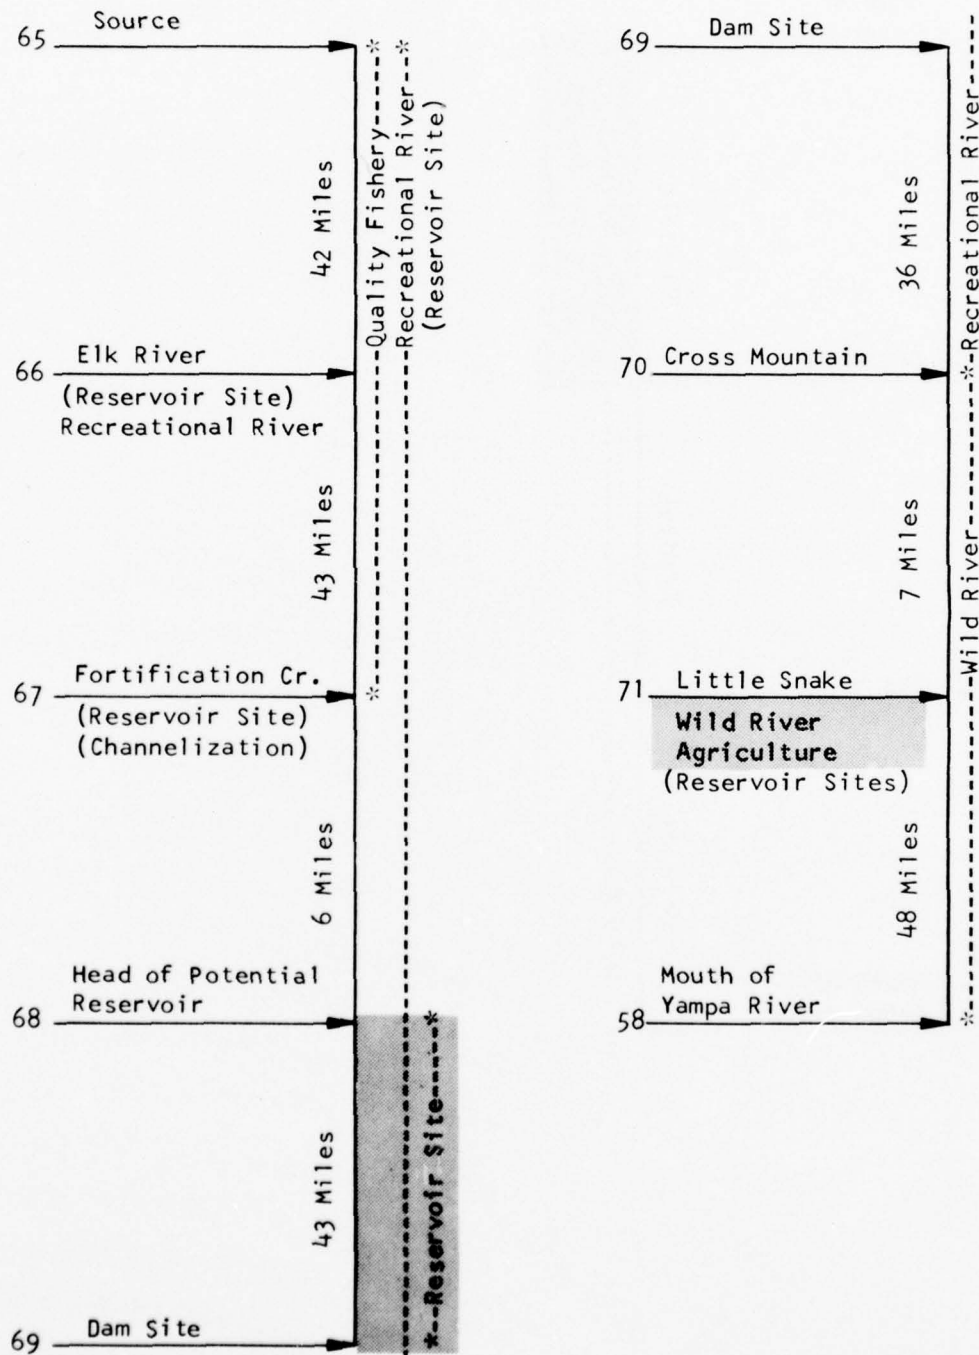 65 Source
42 Miles
*-----Quality Fishery-----*
Recreational River--*
(Reservoir Site)
66 Elk River
(Reservoir Site)
Recreational River
43 Miles
67 Fortification Cr.
(Reservoir Site)
(Channelization)
6 Miles
Head of Potential
68 Reservoir
*--Reservoir Site-----*
43 Miles
69 Dam Site
69 Dam Site
36 Miles
*-Recreational River----
70 Cross Mountain
7 Miles
*-----Wild River-----*
71 Little Snake
Wild River
Agriculture
(Reservoir Sites)
48 Miles
Mouth of
58 Yampa River